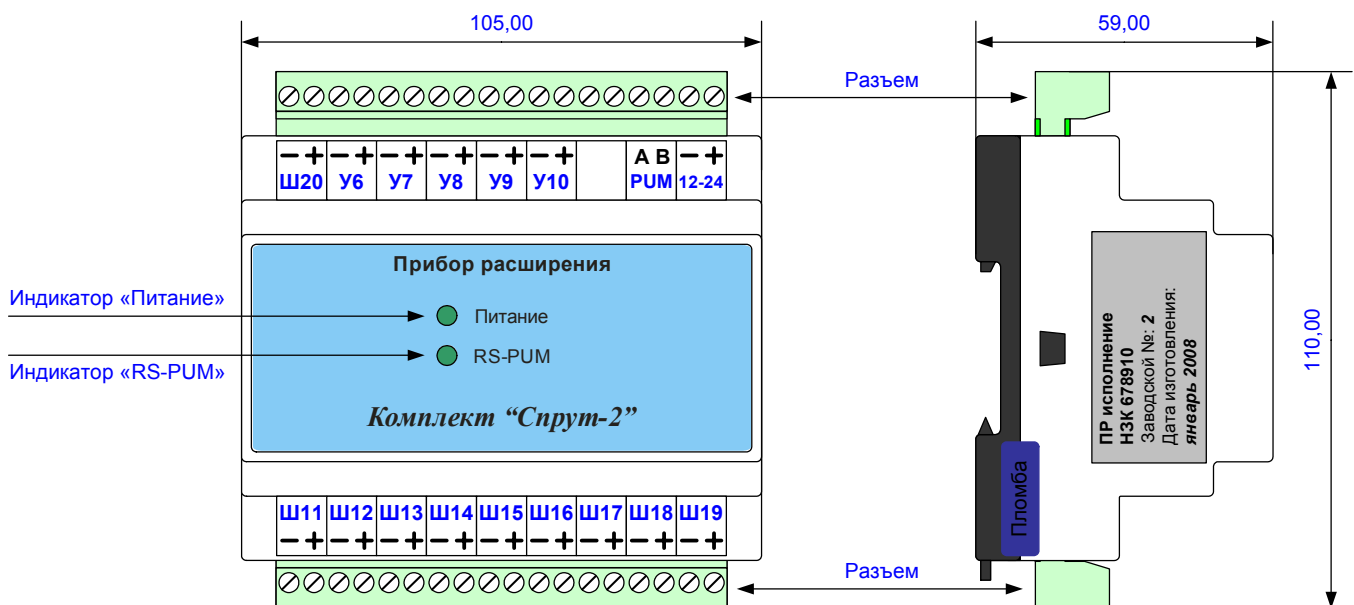 105,00
59,00
Разъем
– + – + – + – + – + – + A B – +
Ш20 У6 У7 У8 У9 У10 PUM 12-24
Прибор расширения
Индикатор «Питание»
Питание
RS-PUM
Индикатор «RS-PUM»
Комплект “Спрут-2”
ПР исполнение
НЗК 678910
Заводской №: 2
Дата изготовления:
январь 2008
110,00
Пломба
Ш11 Ш12 Ш13 Ш14 Ш15 Ш16 Ш17 Ш18 Ш19
– + – + – + – + – + – + – + – + – +
Разъем